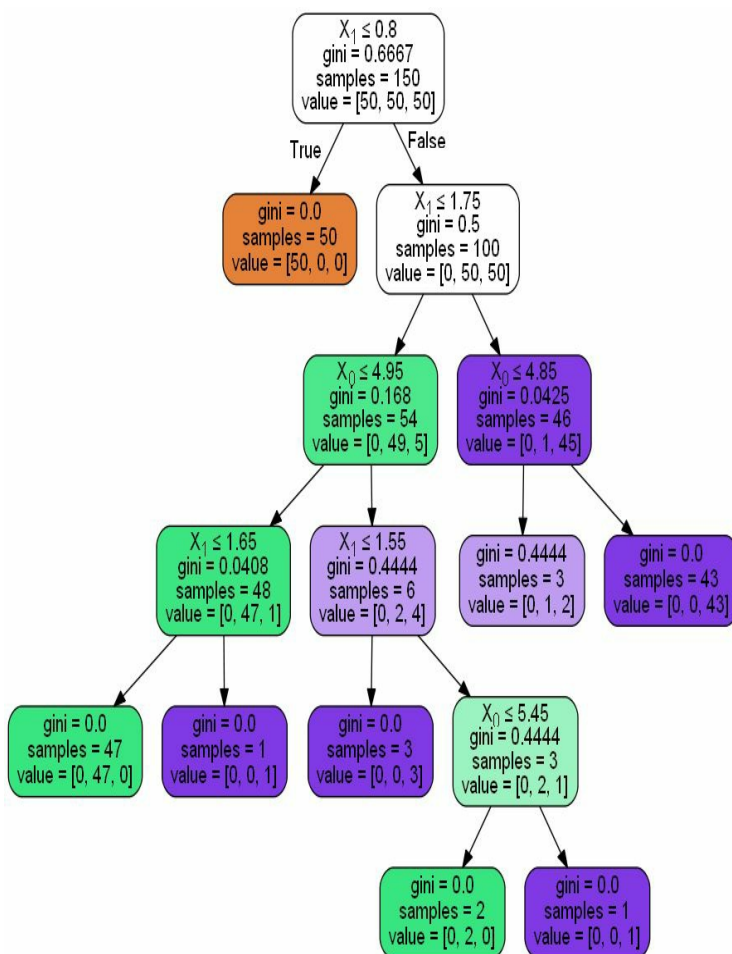 X₁ ≤ 0.8
gini = 0.6667
samples = 150
value = [50, 50, 50]
True
False
gini = 0.0
samples = 50
value = [50, 0, 0]
X₁ ≤ 1.75
gini = 0.5
samples = 100
value = [0, 50, 50]
X₀ ≤ 4.95
gini = 0.168
samples = 54
value = [0, 49, 5]
X₀ ≤ 4.85
gini = 0.0425
samples = 46
value = [0, 1, 45]
X₁ ≤ 1.65
gini = 0.0408
samples = 48
value = [0, 47, 1]
X₁ ≤ 1.55
gini = 0.4444
samples = 6
value = [0, 2, 4]
gini = 0.4444
samples = 3
value = [0, 1, 2]
gini = 0.0
samples = 43
value = [0, 0, 43]
gini = 0.0
samples = 47
value = [0, 47, 0]
gini = 0.0
samples = 1
value = [0, 0, 1]
gini = 0.0
samples = 3
value = [0, 0, 3]
X₀ ≤ 5.45
gini = 0.4444
samples = 3
value = [0, 2, 1]
gini = 0.0
samples = 2
value = [0, 2, 0]
gini = 0.0
samples = 1
value = [0, 0, 1]